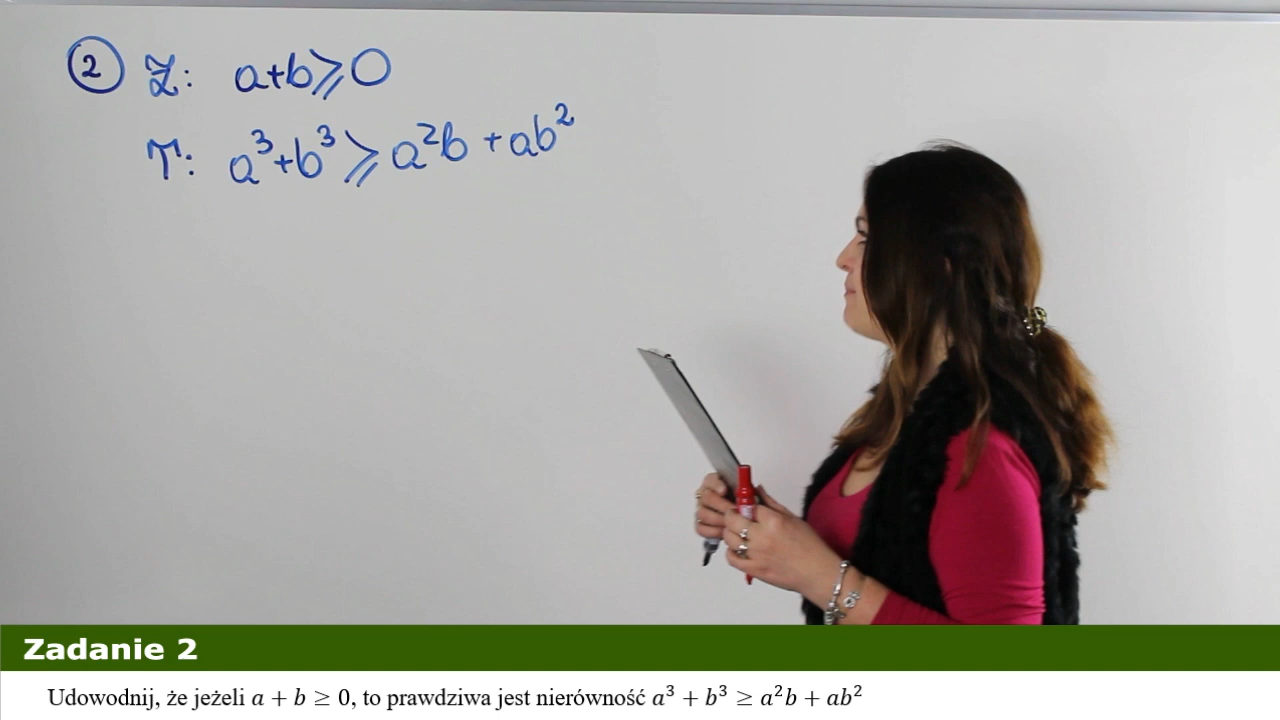 2 Z: a+b⩾0
T: a³+b³⩾a²b+ab²
Zadanie 2
Udowodnij, że jeżeli a + b ≥ 0, to prawdziwa jest nierówność a³ + b³ ≥ a²b + ab²